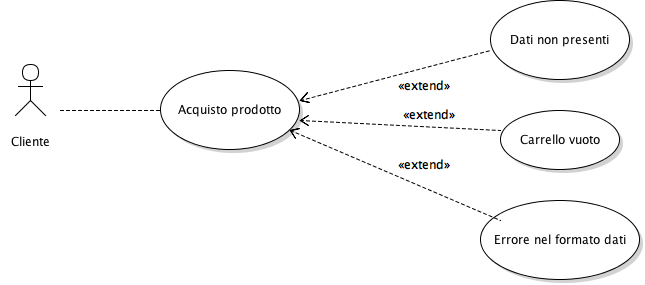 Dati non presenti
«extend»
Acquisto prodotto
«extend»
Cliente
Carrello vuoto
«extend»
Errore nel formato dati